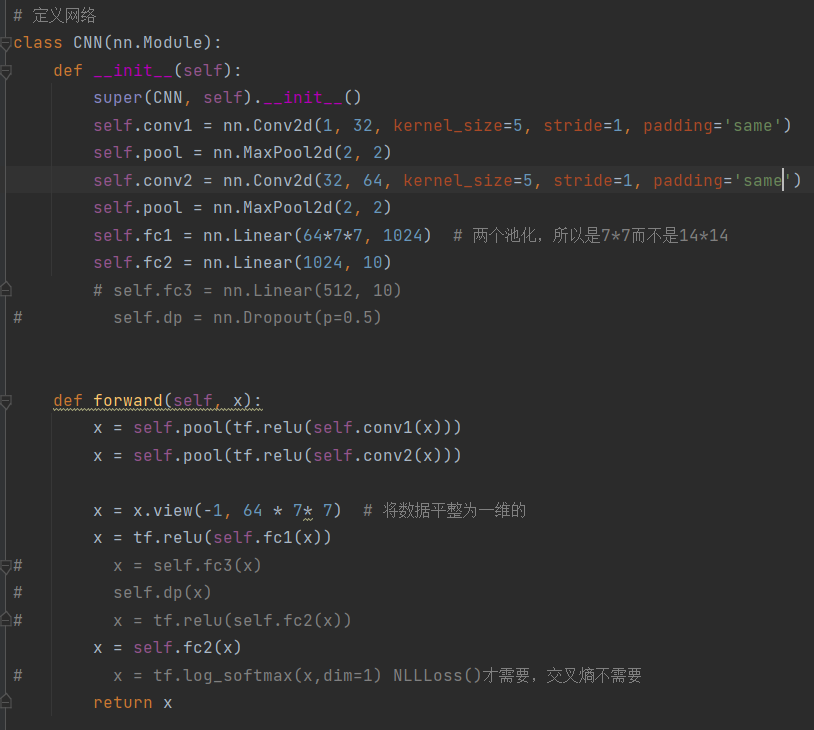 # 定义网络
class CNN(nn.Module):
    def __init__(self):
        super(CNN, self).__init__()
        self.conv1 = nn.Conv2d(1, 32, kernel_size=5, stride=1, padding='same')
        self.pool = nn.MaxPool2d(2, 2)
        self.conv2 = nn.Conv2d(32, 64, kernel_size=5, stride=1, padding='same')
        self.pool = nn.MaxPool2d(2, 2)
        self.fc1 = nn.Linear(64*7*7, 1024)  # 两个池化，所以是7*7而不是14*14
        self.fc2 = nn.Linear(1024, 10)
        # self.fc3 = nn.Linear(512, 10)
#         self.dp = nn.Dropout(p=0.5)
    def forward(self, x):
        x = self.pool(tf.relu(self.conv1(x)))
        x = self.pool(tf.relu(self.conv2(x)))
        x = x.view(-1, 64 * 7* 7)  # 将数据平整为一维的
        x = tf.relu(self.fc1(x))
#         x = self.fc3(x)
#         self.dp(x)
#         x = tf.relu(self.fc2(x))
        x = self.fc2(x)
#         x = tf.log_softmax(x,dim=1) NLLLoss()才需要，交叉熵不需要
        return x